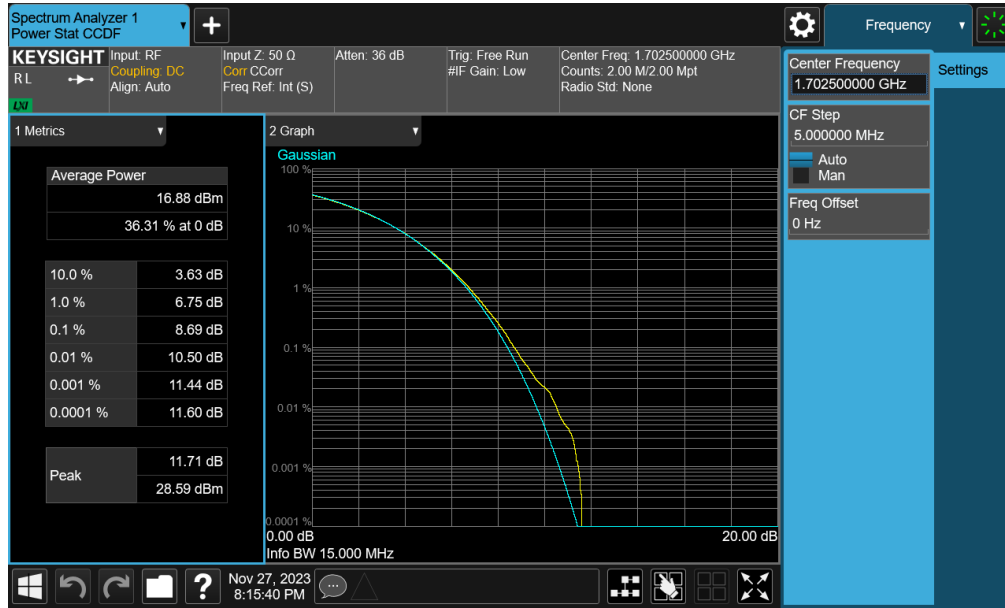 Spectrum Analyzer 1
Power Stat CCDF
+
Frequency
KEYSIGHT
R L
LXI
Input: RF
Coupling: DC
Align: Auto
Input Z: 50 Ω
Corr CCorr
Freq Ref: Int (S)
Atten: 36 dB
Trig: Free Run
#IF Gain: Low
Center Freq: 1.702500000 GHz
Counts: 2.00 M/2.00 Mpt
Radio Std: None
Center Frequency
1.702500000 GHz
Settings
CF Step
5.000000 MHz
Auto
Man
Freq Offset
0 Hz
1 Metrics
Average Power
16.88 dBm
36.31 % at 0 dB
10.0 % 3.63 dB
1.0 % 6.75 dB
0.1 % 8.69 dB
0.01 % 10.50 dB
0.001 % 11.44 dB
0.0001 % 11.60 dB
Peak
11.71 dB
28.59 dBm
2 Graph
Gaussian
100 %
10 %
1 %
0.1 %
0.01 %
0.001 %
0.0001 %
0.00 dB 20.00 dB
Info BW 15.000 MHz
?
Nov 27, 2023
8:15:40 PM